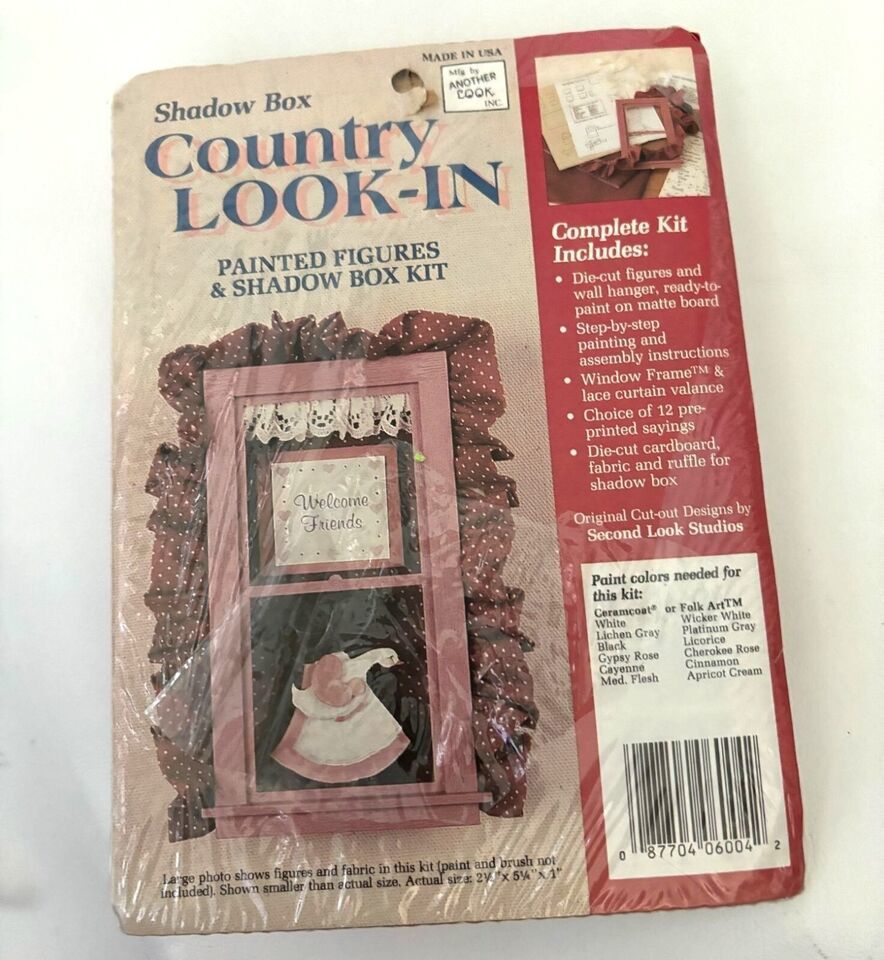 MADE IN USA
Mfg by
ANOTHER
LOOK
INC.
Shadow Box
Country
LOOK-IN
PAINTED FIGURES
& SHADOW BOX KIT
Welcome
Friends
Large photo shows figures and fabric in this kit (paint and brush not
included). Shown smaller than actual size. Actual size: x 5¼" x 1"
Complete Kit
Includes:
• Die-cut figures and
wall hanger, ready-to-
paint on matte board
• Step-by-step
painting and
assembly instructions
• Window Frame™ &
lace curtain valance
• Choice of 12 pre-
printed sayings
• Die-cut cardboard,
fabric and ruffle for
shadow box
Original Cut-out Designs by
Second Look Studios
Paint colors needed for
this kit:
Ceramcoat® or Folk ArtTM
White Wicker White
Lichen Gray Platinum Gray
Black Licorice
Gypsy Rose Cherokee Rose
Cayenne Cinnamon
Med. Flesh Apricot Cream
0 87704 06004 2